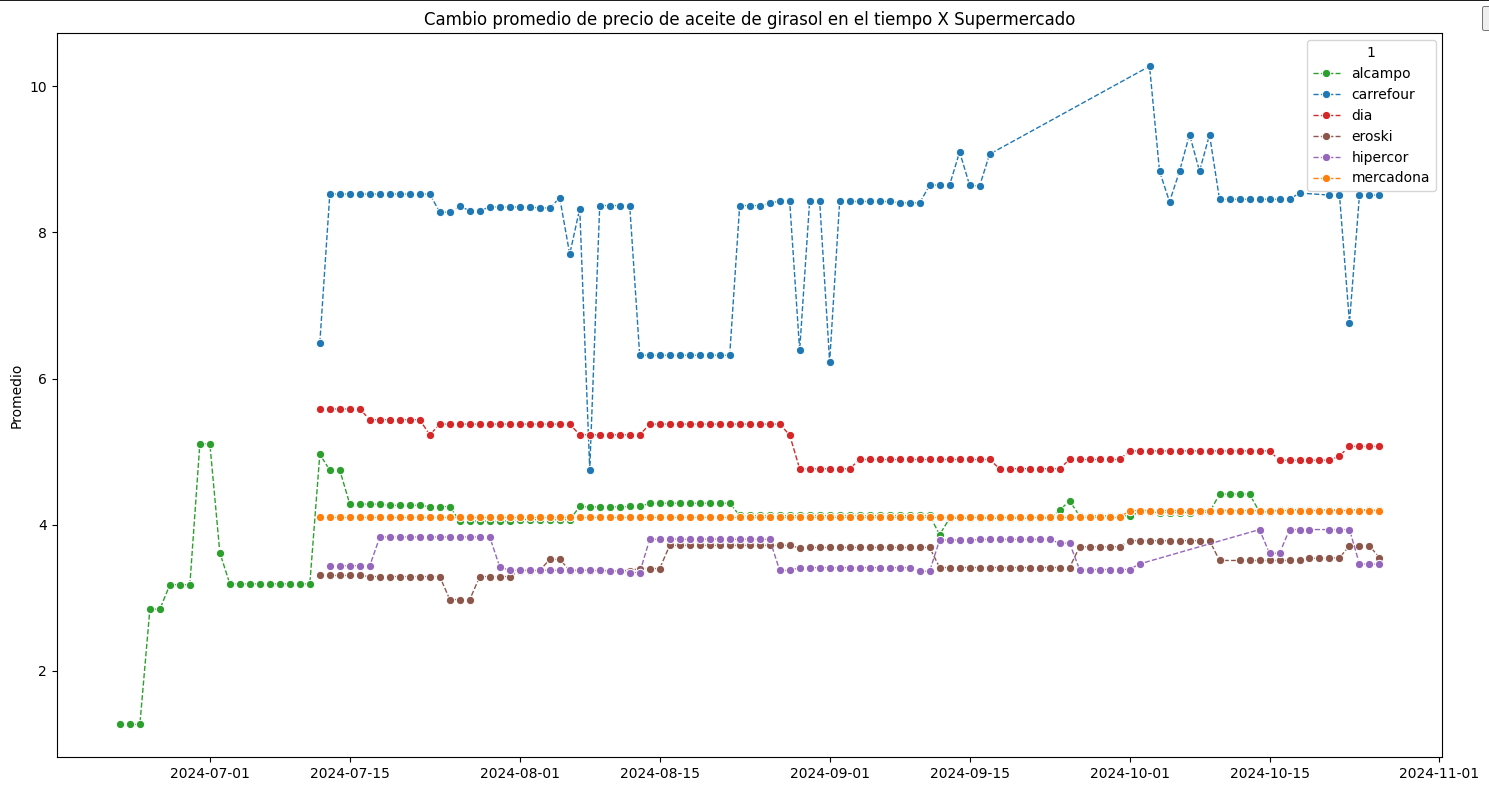 Cambio promedio de precio de aceite de girasol en el tiempo X Supermercado
1
alcampo
carrefour
dia
eroski
hipercor
mercadona
Promedio
10
8
6
4
2
2024-07-01 2024-07-15 2024-08-01 2024-08-15 2024-09-01 2024-09-15 2024-10-01 2024-10-15 2024-11-01